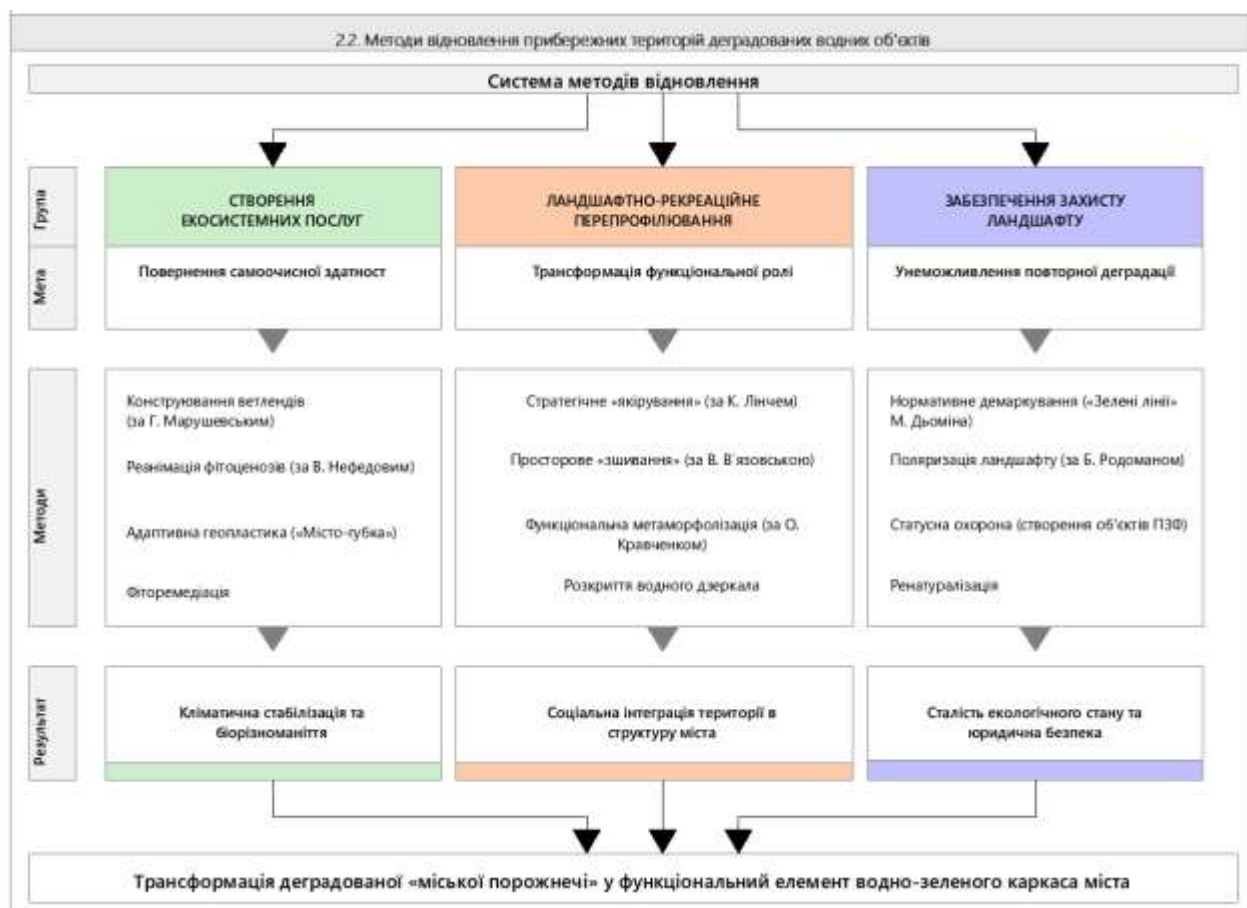 2.2. Методи відновлення прибережних територій деградованих водних об'єктів
Система методів відновлення
Група
СТВОРЕННЯ
ЕКОСИСТЕМНИХ ПОСЛУГ
ЛАНДШАФТНО-РЕКРЕАЦІЙНЕ
ПЕРЕПРОФІЛЮВАННЯ
ЗАБЕЗПЕЧЕННЯ ЗАХИСТУ
ЛАНДШАФТУ
Мета
Повернення самоочисної здатност
Трансформація функціональної ролі
Унеможливлення повторної деградації
Методи
Конструювання ветлендів
(за Г. Марушевським)
Реанімація фітоценозів (за В. Нефедовим)
Адаптивна геопластика («Місто-губка»)
Фіторемедіація
Стратегічне «якірування» (за К. Лінчем)
Просторове «зшивання» (за В. В'язовською)
Функціональна метаморфолізація (за О.
Кравченком)
Розкриття водного дзеркала
Нормативне демаркування («Зелені лінії»
М. Дьоміна)
Поляризація ландшафту (за Б. Родоманом)
Статусна охорона (створення об'єктів ПЗФ)
Ренатуралізація
Результат
Кліматична стабілізація та
біорізноманіття
Соціальна інтеграція території в
структуру міста
Сталість екологічного стану та
юридична безпека
Трансформація деградованої «міської порожнечі» у функціональний елемент водно-зеленого каркаса міста